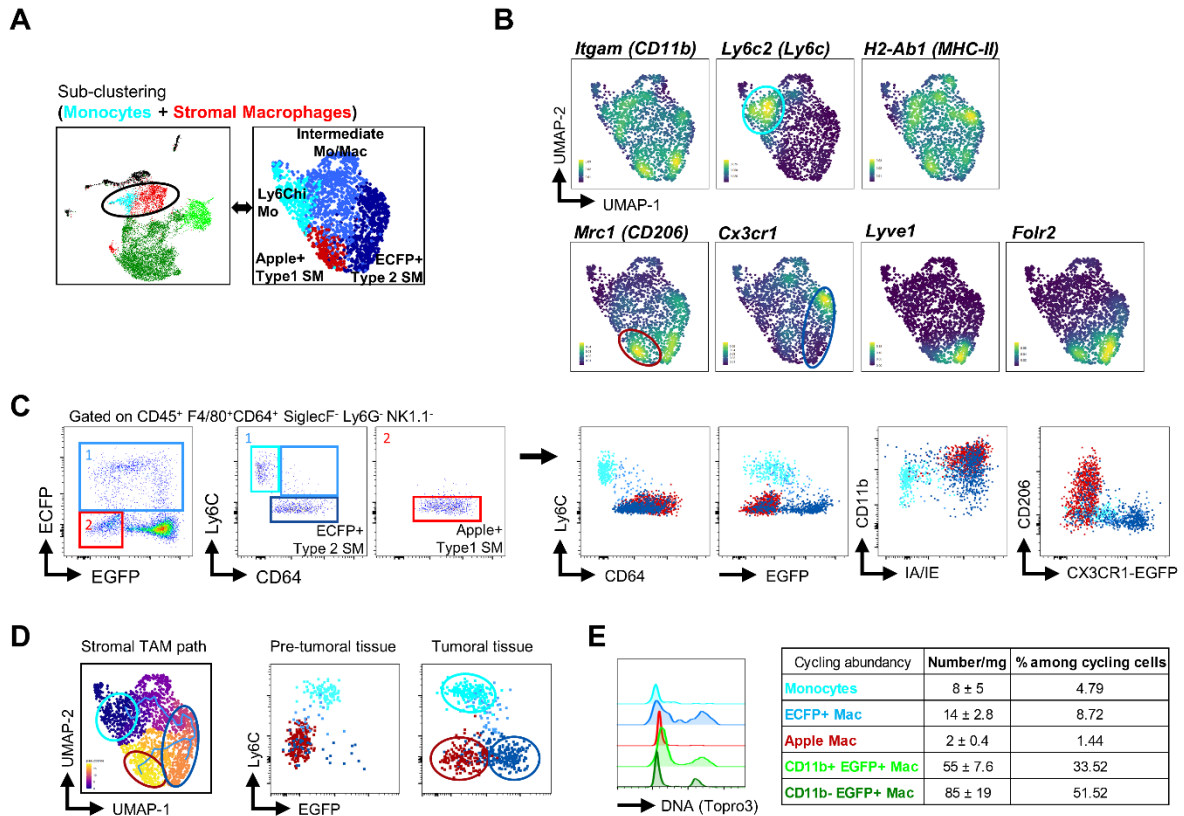 A
Sub-clustering
(Monocytes + Stromal Macrophages)
Intermediate
Mo/Mac
Ly6Chi
Mo
Apple+
Type1 SM
ECFP+
Type 2 SM
B
Itgam (CD11b)
Ly6c2 (Ly6c)
H2-Ab1 (MHC-II)
UMAP-2
UMAP-1
Mrc1 (CD206)
Cx3cr1
Lyve1
Folr2
C
Gated on CD45+ F4/80+CD64+ SiglecF- Ly6G- NK1.1-
1
2
ECFP
EGFP
1
Ly6C
ECFP+
Type 2 SM
CD64
2
Apple+
Type1 SM
Ly6C
CD64
EGFP
CD11b
IA/IE
CD206
CX3CR1-EGFP
D
Stromal TAM path
UMAP-2
UMAP-1
Pre-tumoral tissue
Tumoral tissue
Ly6C
EGFP
E
DNA (Topro3)
Cycling abundancy Number/mg % among cycling cells
Monocytes 8 ± 5 4.79
ECFP+ Mac 14 ± 2.8 8.72
Apple Mac 2 ± 0.4 1.44
CD11b+ EGFP+ Mac 55 ± 7.6 33.52
CD11b- EGFP+ Mac 85 ± 19 51.52